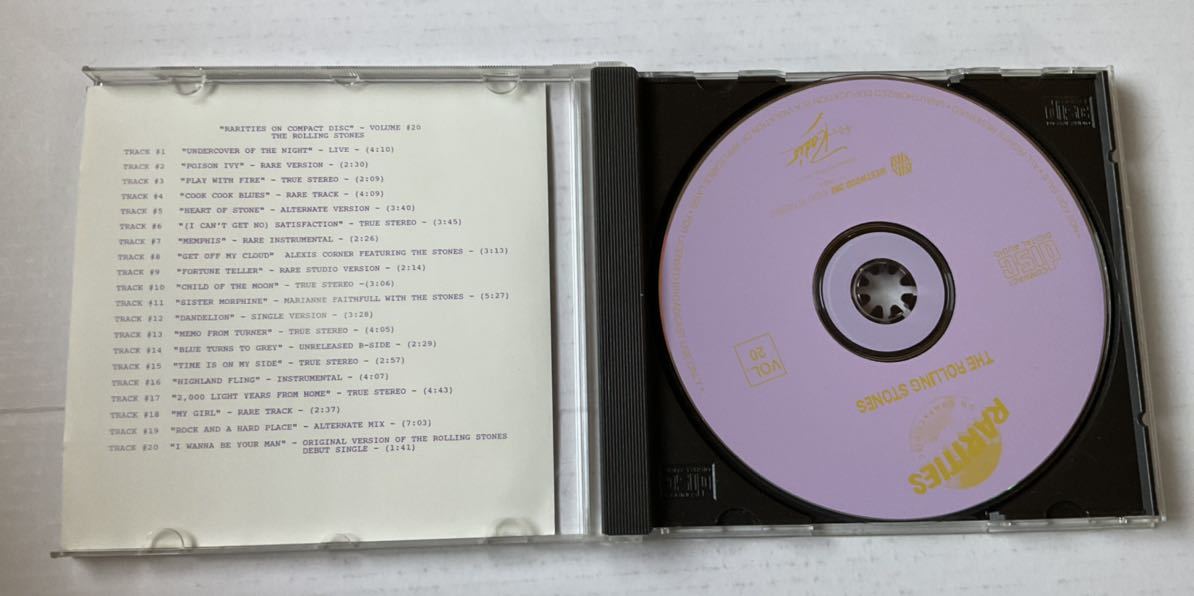 "RARITIES ON COMPACT DISC" - VOLUME #20
THE ROLLING STONES
TRACK #1 "UNDERCOVER OF THE NIGHT" - LIVE - (4:10)
TRACK #2 "POISON IVY" - RARE VERSION - (2:30)
TRACK #3 "PLAY WITH FIRE" - TRUE STEREO - (2:09)
TRACK #4 "COOK COOK BLUES" - RARE TRACK - (4:09)
TRACK #5 "HEART OF STONE" - ALTERNATE VERSION - (3:40)
TRACK #6 "(I CAN'T GET NO) SATISFACTION" - TRUE STEREO - (3:45)
TRACK #7 "MEMPHIS" - RARE INSTRUMENTAL - (2:26)
TRACK #8 "GET OFF MY CLOUD" ALEXIS CORNER FEATURING THE STONES - (3:13)
TRACK #9 "FORTUNE TELLER" - RARE STUDIO VERSION - (2:14)
TRACK #10 "CHILD OF THE MOON" - TRUE STEREO -(3:06)
TRACK #11 "SISTER MORPHINE" - MARIANNE FAITHFULL WITH THE STONES - (5:27)
TRACK #12 "DANDELION" - SINGLE VERSION - (3:28)
TRACK #13 "MEMO FROM TURNER" - TRUE STEREO - (4:05)
TRACK #14 "BLUE TURNS TO GREY" - UNRELEASED B-SIDE - (2:29)
TRACK #15 "TIME IS ON MY SIDE" - TRUE STEREO - (2:57)
TRACK #16 "HIGHLAND FLING" - INSTRUMENTAL - (4:07)
TRACK #17 "2,000 LIGHT YEARS FROM HOME" - TRUE STEREO - (4:43)
TRACK #18 "MY GIRL" - RARE TRACK - (2:37)
TRACK #19 "ROCK AND A HARD PLACE" - ALTERNATE MIX - (7:03)
TRACK #20 "I WANNA BE YOUR MAN" - ORIGINAL VERSION OF THE ROLLING STONES
DEBUT SINGLE - (1:41)
RARITIES
THE ROLLING STONES
VOL
20
COMPACT
disc
DIGITAL AUDIO
WESTWOOD ONE
Radio
disc
disc